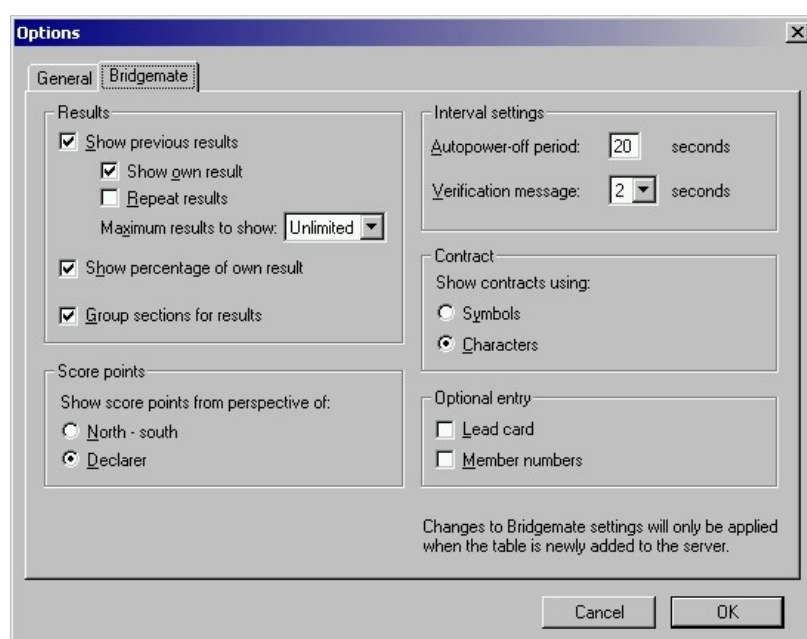 Options
General
Bridgemate
Results
Show previous results
Show own result
Repeat results
Maximum results to show: Unlimited
Show percentage of own result
Group sections for results
Score points
Show score points from perspective of:
North - south
Declarer
Interval settings
Autopower-off period: 20 seconds
Verification message: 2 seconds
Contract
Show contracts using:
Symbols
Characters
Optional entry
Lead card
Member numbers
Changes to Bridgemate settings will only be applied
when the table is newly added to the server.
Cancel
OK